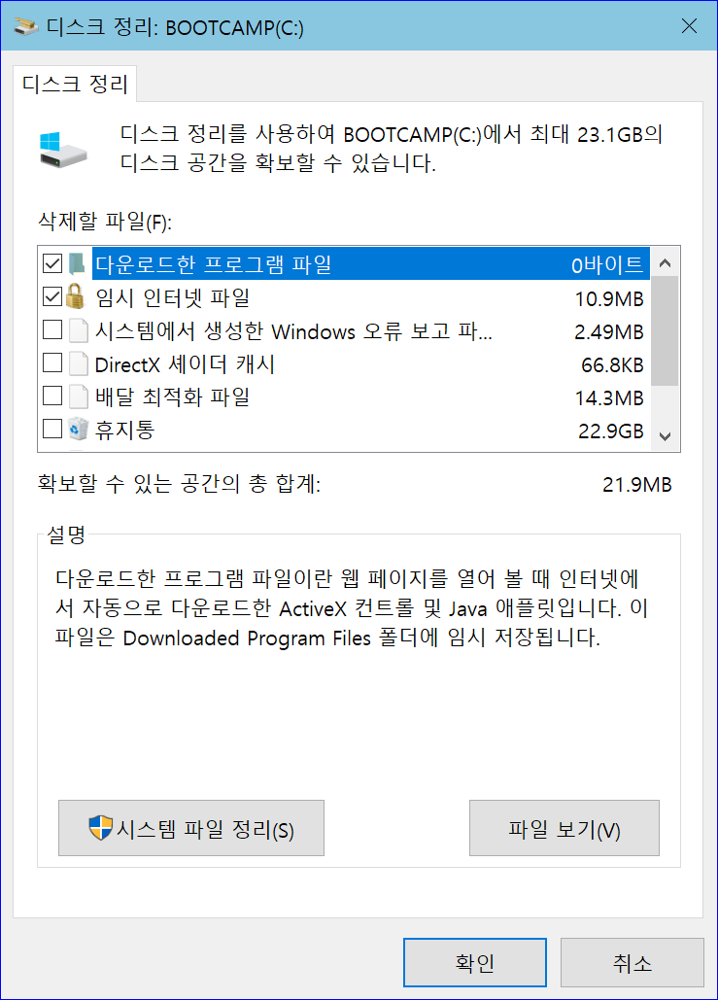 디스크 정리: BOOTCAMP(C:)
디스크 정리
디스크 정리를 사용하여 BOOTCAMP(C:)에서 최대 23.1GB의
디스크 공간을 확보할 수 있습니다.
삭제할 파일(F):
다운로드한 프로그램 파일 0바이트
임시 인터넷 파일 10.9MB
시스템에서 생성한 Windows 오류 보고 파... 2.49MB
DirectX 셰이더 캐시 66.8KB
배달 최적화 파일 14.3MB
휴지통 22.9GB
확보할 수 있는 공간의 총 합계: 21.9MB
설명
다운로드한 프로그램 파일이란 웹 페이지를 열어 볼 때 인터넷에
서 자동으로 다운로드한 ActiveX 컨트롤 및 Java 애플릿입니다. 이
파일은 Downloaded Program Files 폴더에 임시 저장됩니다.
시스템 파일 정리(S) 파일 보기(V)
확인 취소